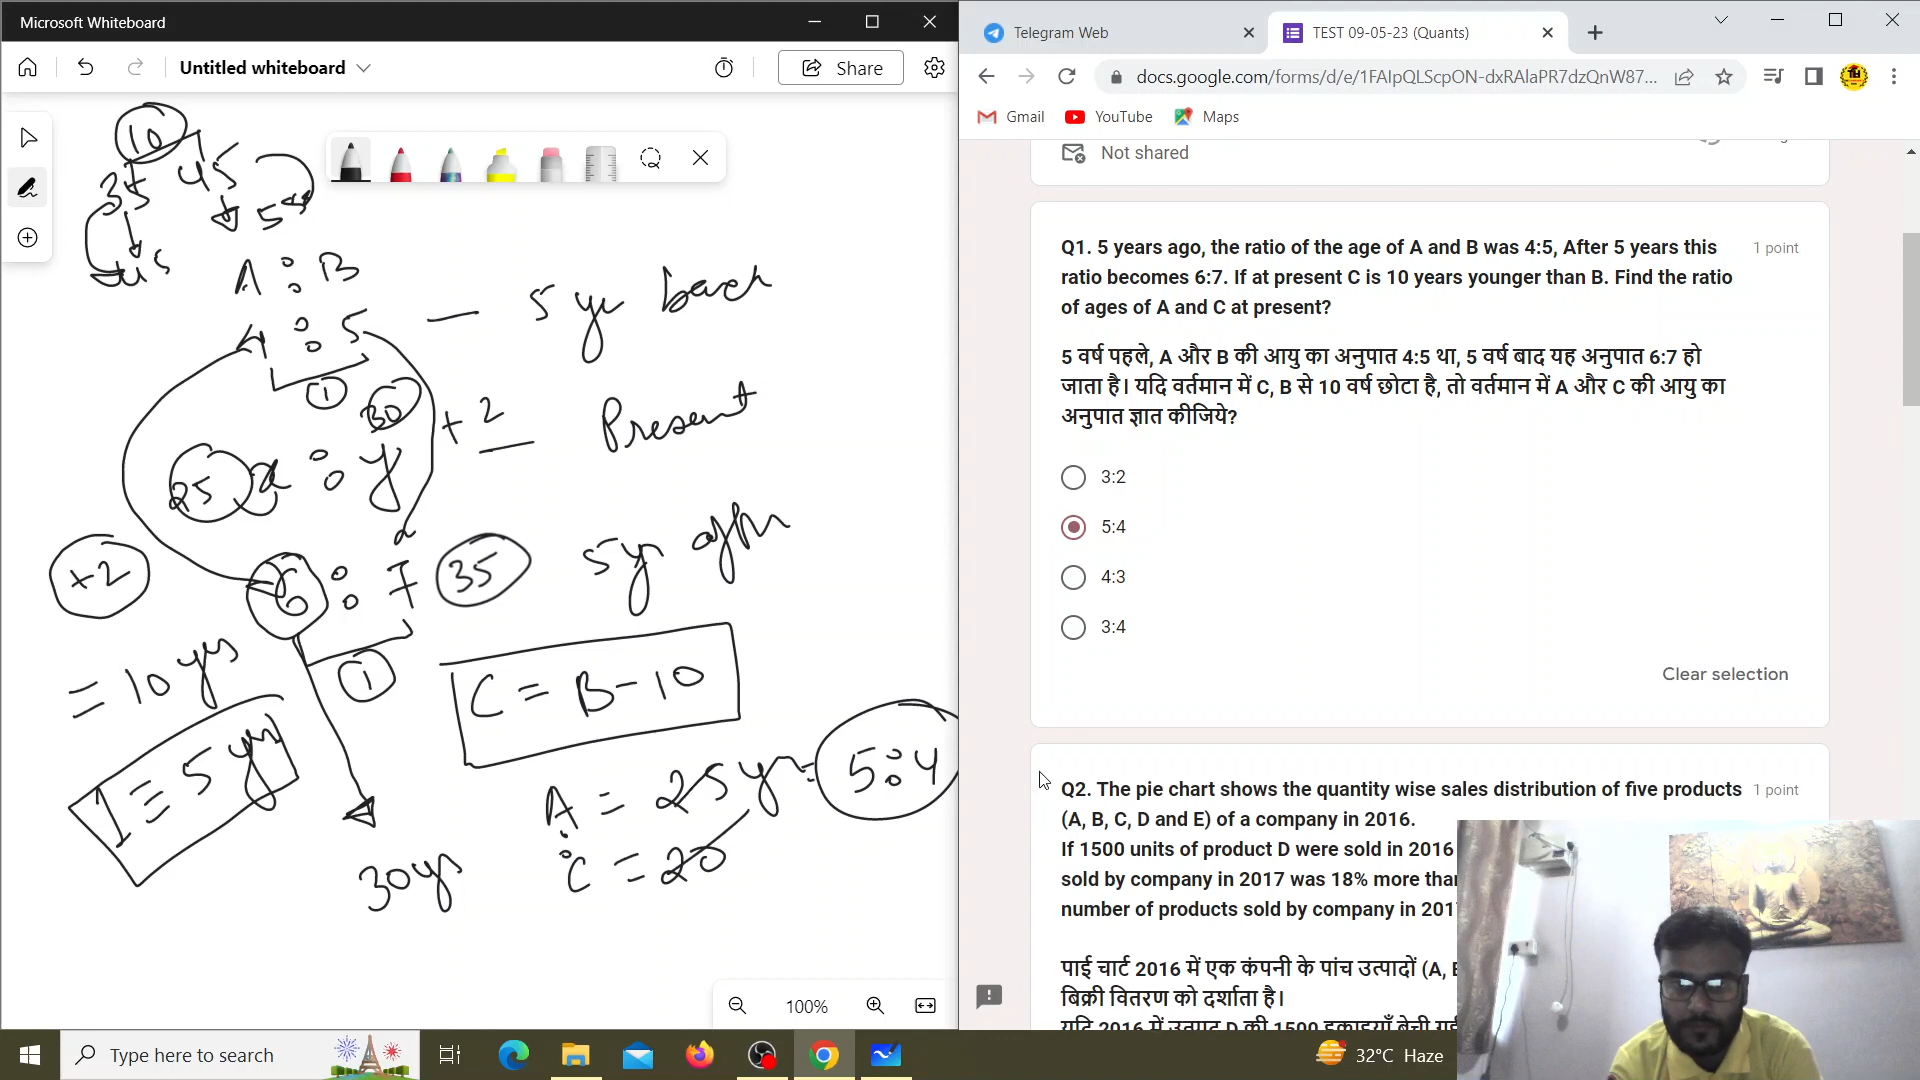 Microsoft Whiteboard
Untitled whiteboard
Share
10
35 45
5
45
A : B
4 : 5 — 5 yr back
1
30
+2
Present
25 x : y
+2
6 : 7
35
5 yr after
1
= 10 yrs
C = B - 10
1 ≡ 5 yr
A = 25 yr = 5:4
:
C = 20
30 yrs
100%
Type here to search
Telegram Web
TEST 09-05-23 (Quants)
docs.google.com/forms/d/e/1FAIpQLScpON-dxRAlaPR7dzQnW87...
Gmail
YouTube
Maps
Not shared
Q1. 5 years ago, the ratio of the age of A and B was 4:5, After 5 years this
1 point
ratio becomes 6:7. If at present C is 10 years younger than B. Find the ratio
of ages of A and C at present?
5 वर्ष पहले, A और B की आयु का अनुपात 4:5 था, 5 वर्ष बाद यह अनुपात 6:7 हो
जाता है। यदि वर्तमान में C, B से 10 वर्ष छोटा है, तो वर्तमान में A और C की आयु का
अनुपात ज्ञात कीजिये?
3:2
5:4
4:3
3:4
Clear selection
Q2. The pie chart shows the quantity wise sales distribution of five products
1 point
(A, B, C, D and E) of a company in 2016.
If 1500 units of product D were sold in 2016
sold by company in 2017 was 18% more than
number of products sold by company in 201
पाई चार्ट 2016 में एक कंपनी के पांच उत्पादों (A, B
बिक्री वितरण को दर्शाता है।
यदि 2016 में उत्पाद D की 1500 इकाइयाँ बेची गई
32°C Haze